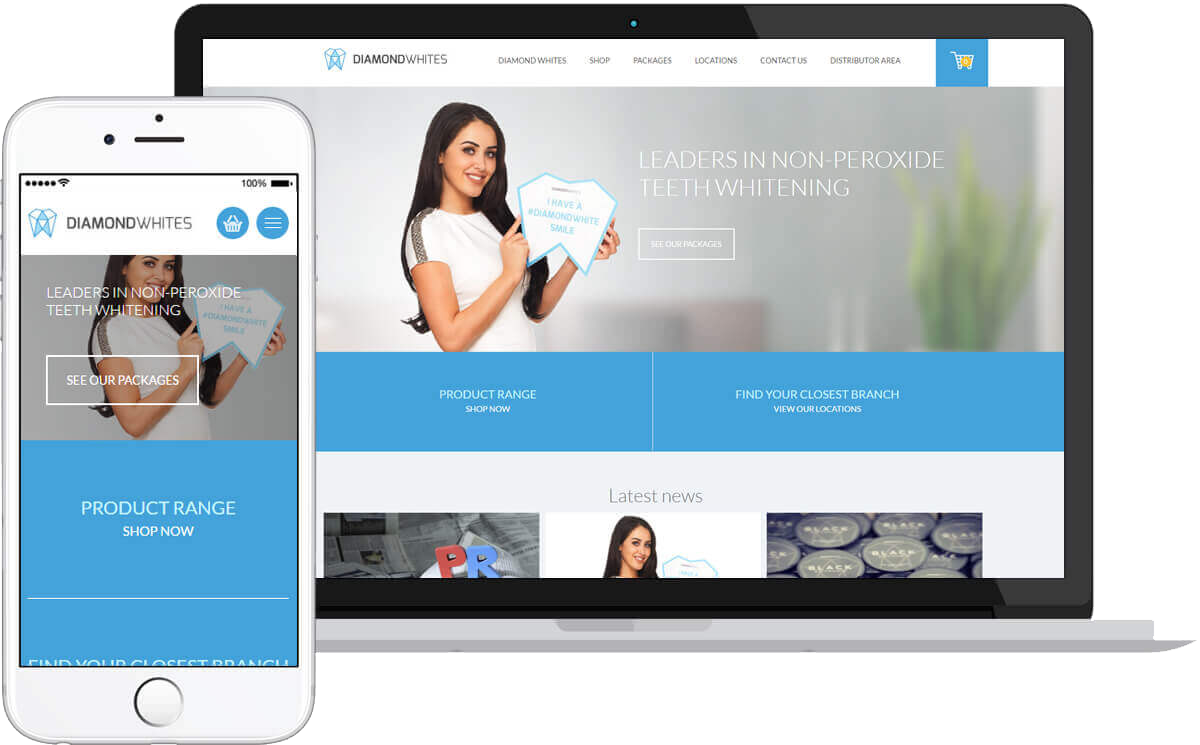 DIAMONDWHITES
DIAMOND WHITES
SHOP
PACKAGES
LOCATIONS
CONTACT US
DISTRIBUTOR AREA
LEADERS IN NON-PEROXIDE
TEETH WHITENING
SEE OUR PACKAGES
DIAMONDWHITES
I HAVE A
#DIAMONDWHITE
SMILE
PRODUCT RANGE
SHOP NOW
FIND YOUR CLOSEST BRANCH
VIEW OUR LOCATIONS
Latest news
PR
BLACK
BLACK
BLACK
100%
DIAMONDWHITES
LEADERS IN NON-PEROXIDE
TEETH WHITENING
I HAVE A
#DIAMONDWHITE
SMILE
SEE OUR PACKAGES
PRODUCT RANGE
SHOP NOW
FIND YOUR CLOSEST BRANCH